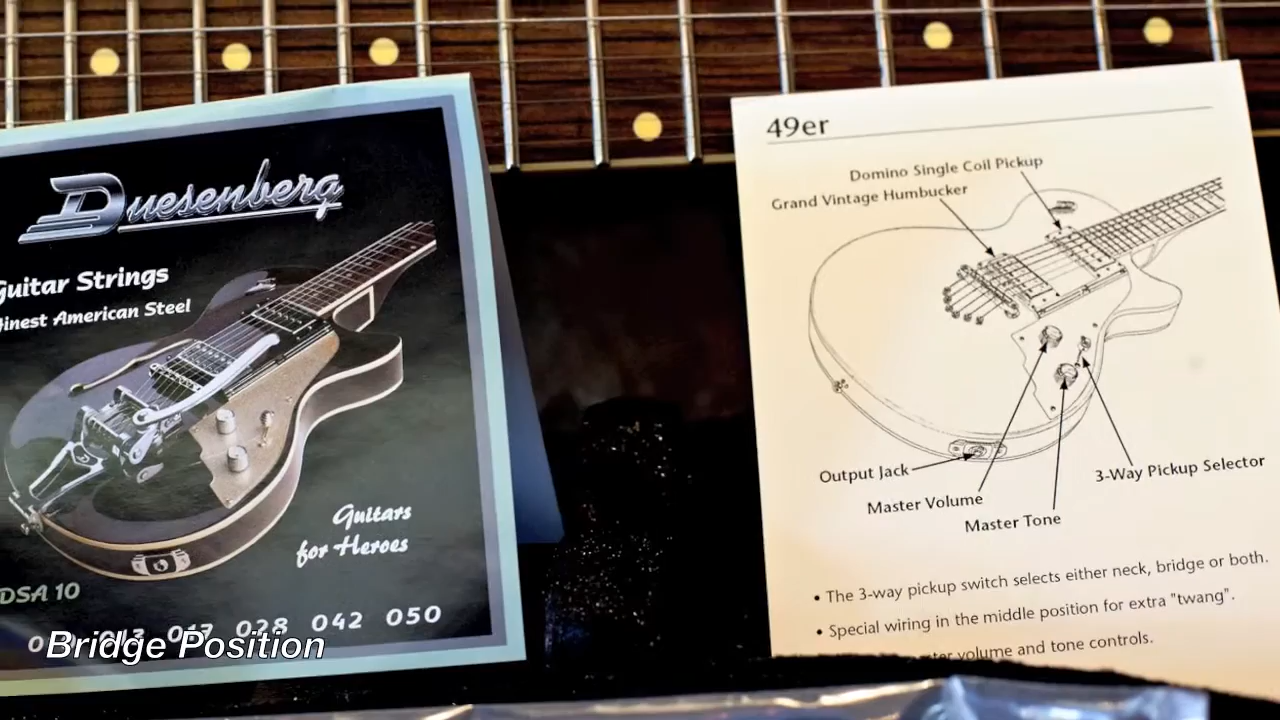 Duesenberg
Guitar Strings
Finest American Steel
Guitars
for Heroes
DSA 10
017 028 042 050
Bridge Position
49er
Domino Single Coil Pickup
Grand Vintage Humbucker
Output Jack
3-Way Pickup Selector
Master Volume
Master Tone
• The 3-way pickup switch selects either neck, bridge or both.
• Special wiring in the middle position for extra "twang".
volume and tone controls.